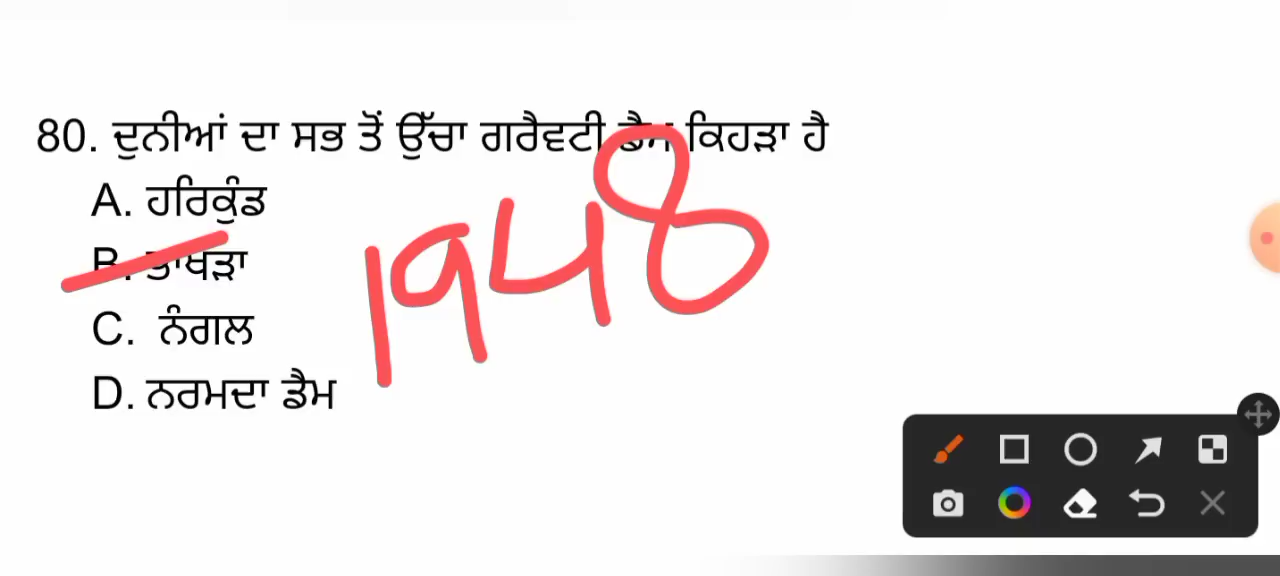 80. ਦੁਨੀਆਂ ਦਾ ਸਭ ਤੋਂ ਉੱਚਾ ਗਰੈਵਟੀ ਡੈਮ ਕਿਹੜਾ ਹੈ
A. ਹਰਿਕੁੰਡ
B. ਭਾਖੜਾ
C. ਨੰਗਲ
D. ਨਰਮਦਾ ਡੈਮ
1948